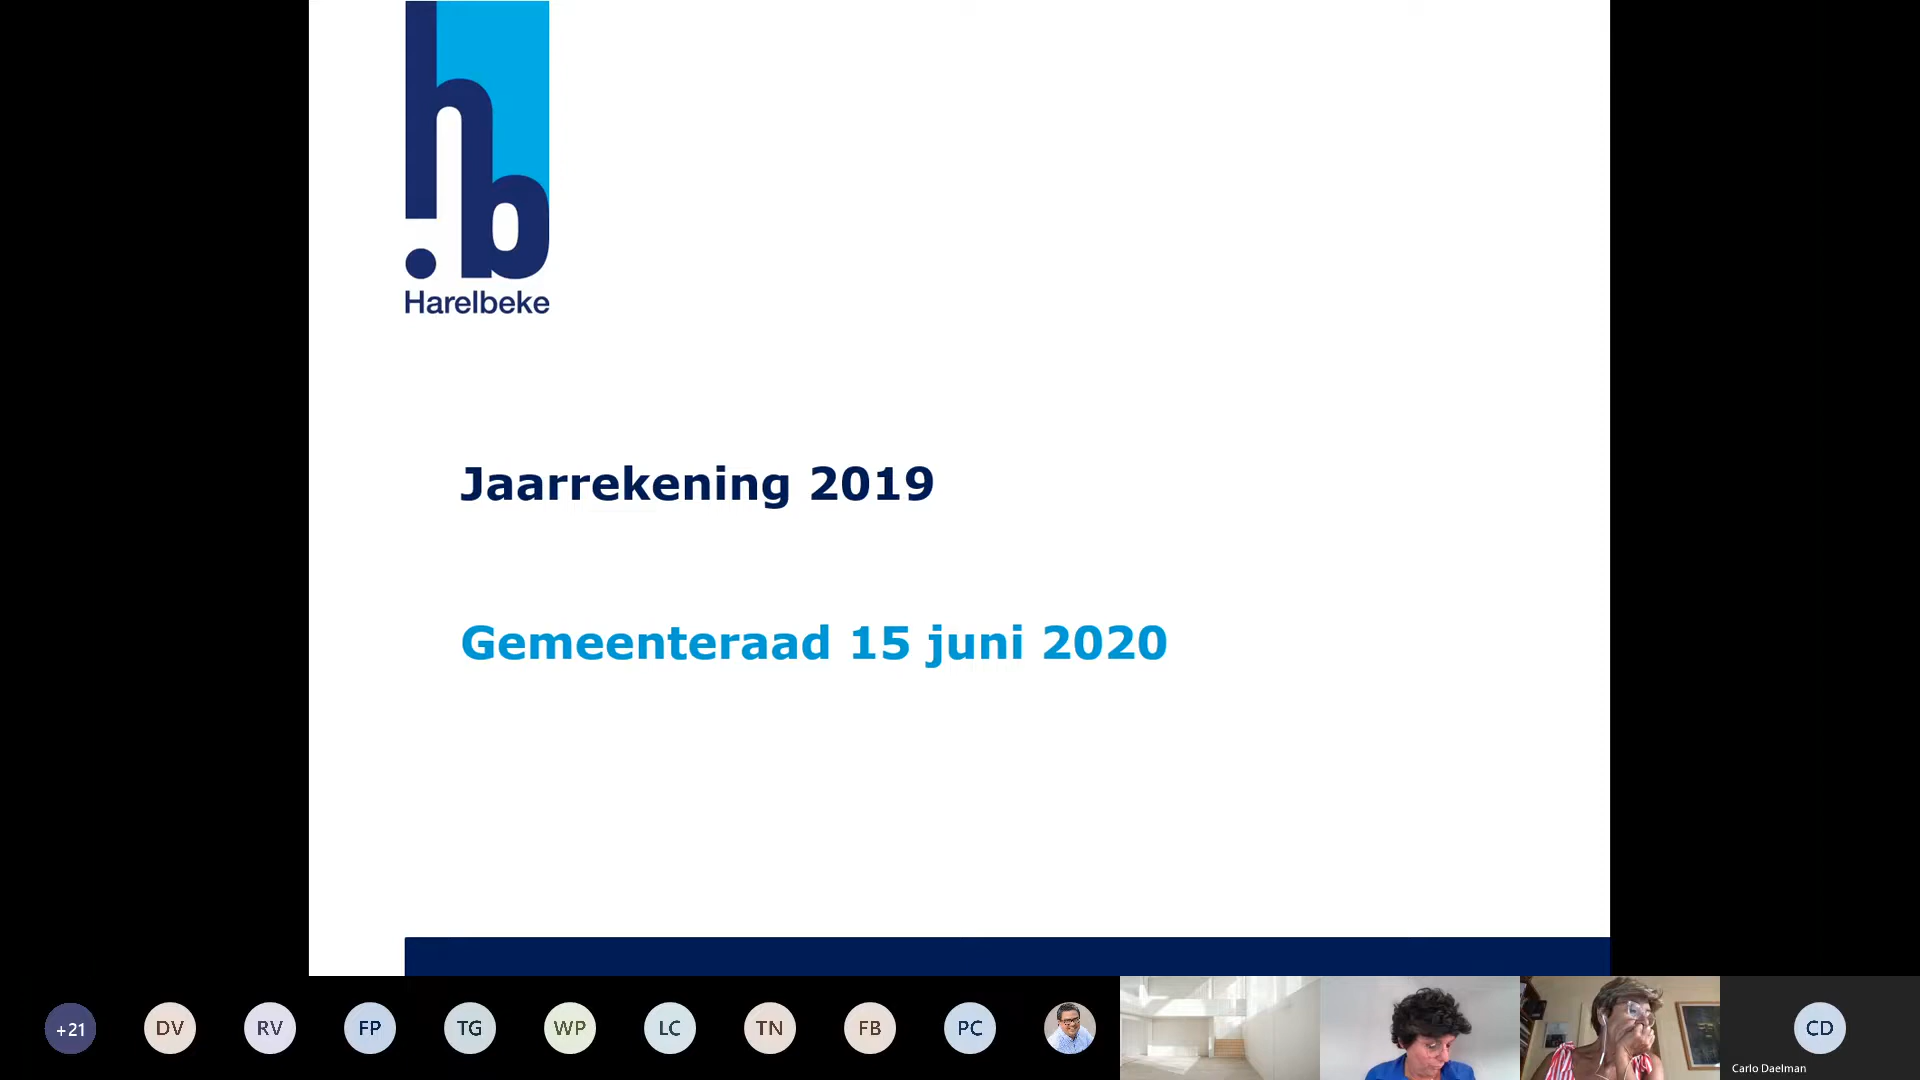 hb
Harelbeke
Jaarrekening 2019
Gemeenteraad 15 juni 2020
+21
DV
RV
FP
TG
WP
LC
TN
FB
PC
CD
Carlo Daelman